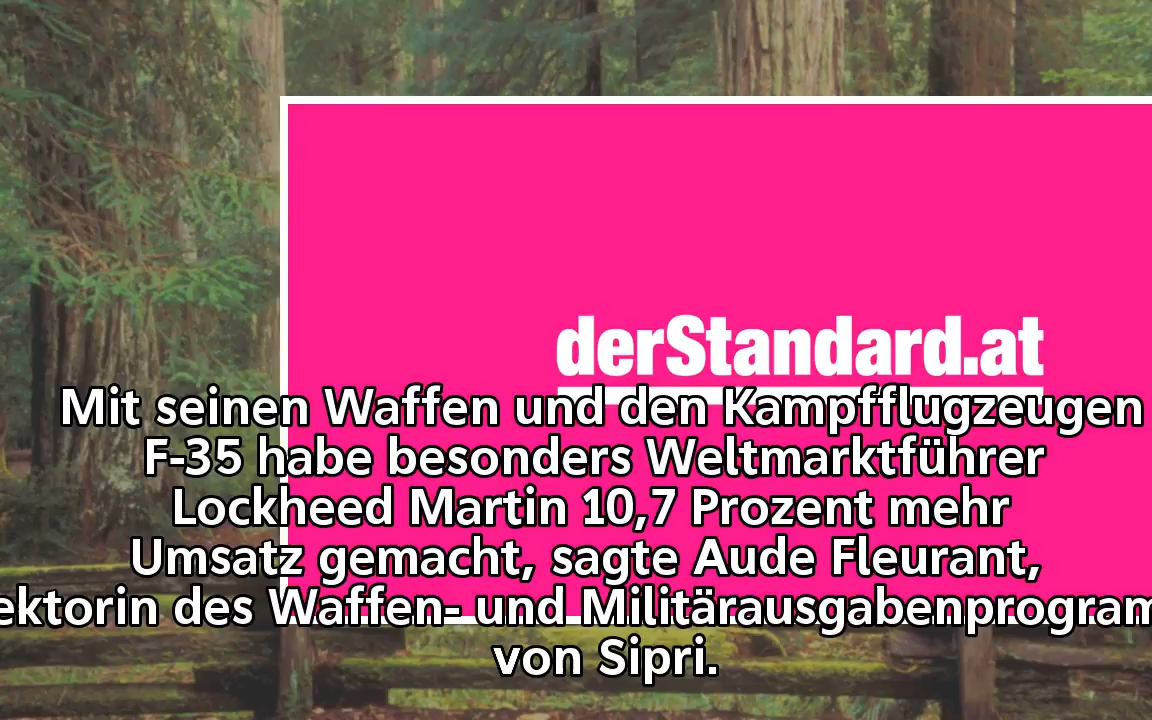 derStandard.at
Mit seinen Waffen und den Kampfflugzeugen
F-35 habe besonders Weltmarktführer
Lockheed Martin 10,7 Prozent mehr
Umsatz gemacht, sagte Aude Fleurant,
des Waffen- und
von Sipri.